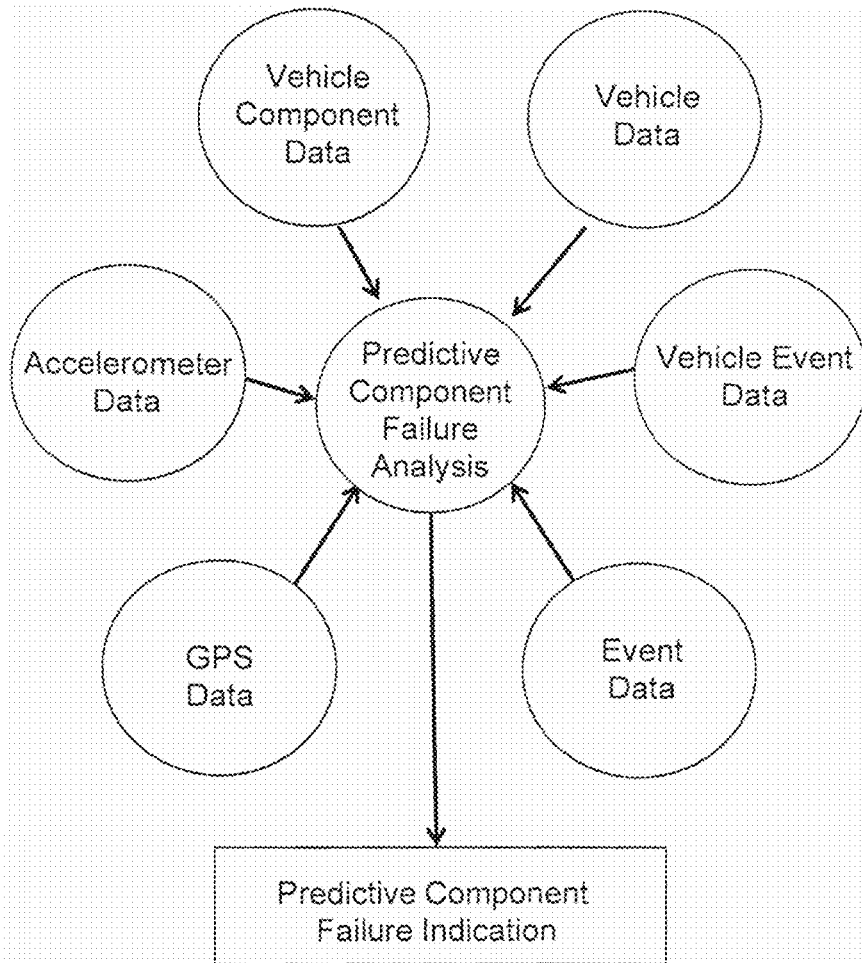 Vehicle
Component
Data
Vehicle
Data
Accelerometer
Data
Predictive
Component
Failure
Analysis
Vehicle Event
Data
GPS
Data
Event
Data
Predictive Component
Failure Indication